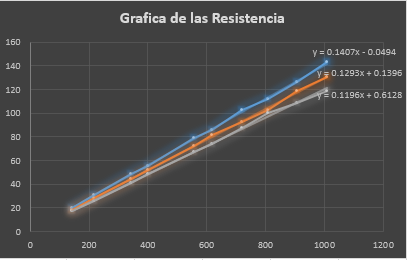 Grafica de las Resistencia
160
y = 0.1407x - 0.0494
140
y = 0.1293x + 0.1396
120
y = 0.1196x + 0.6128
100
80
60
40
20
0
0 200 400 600 800 1000 1200